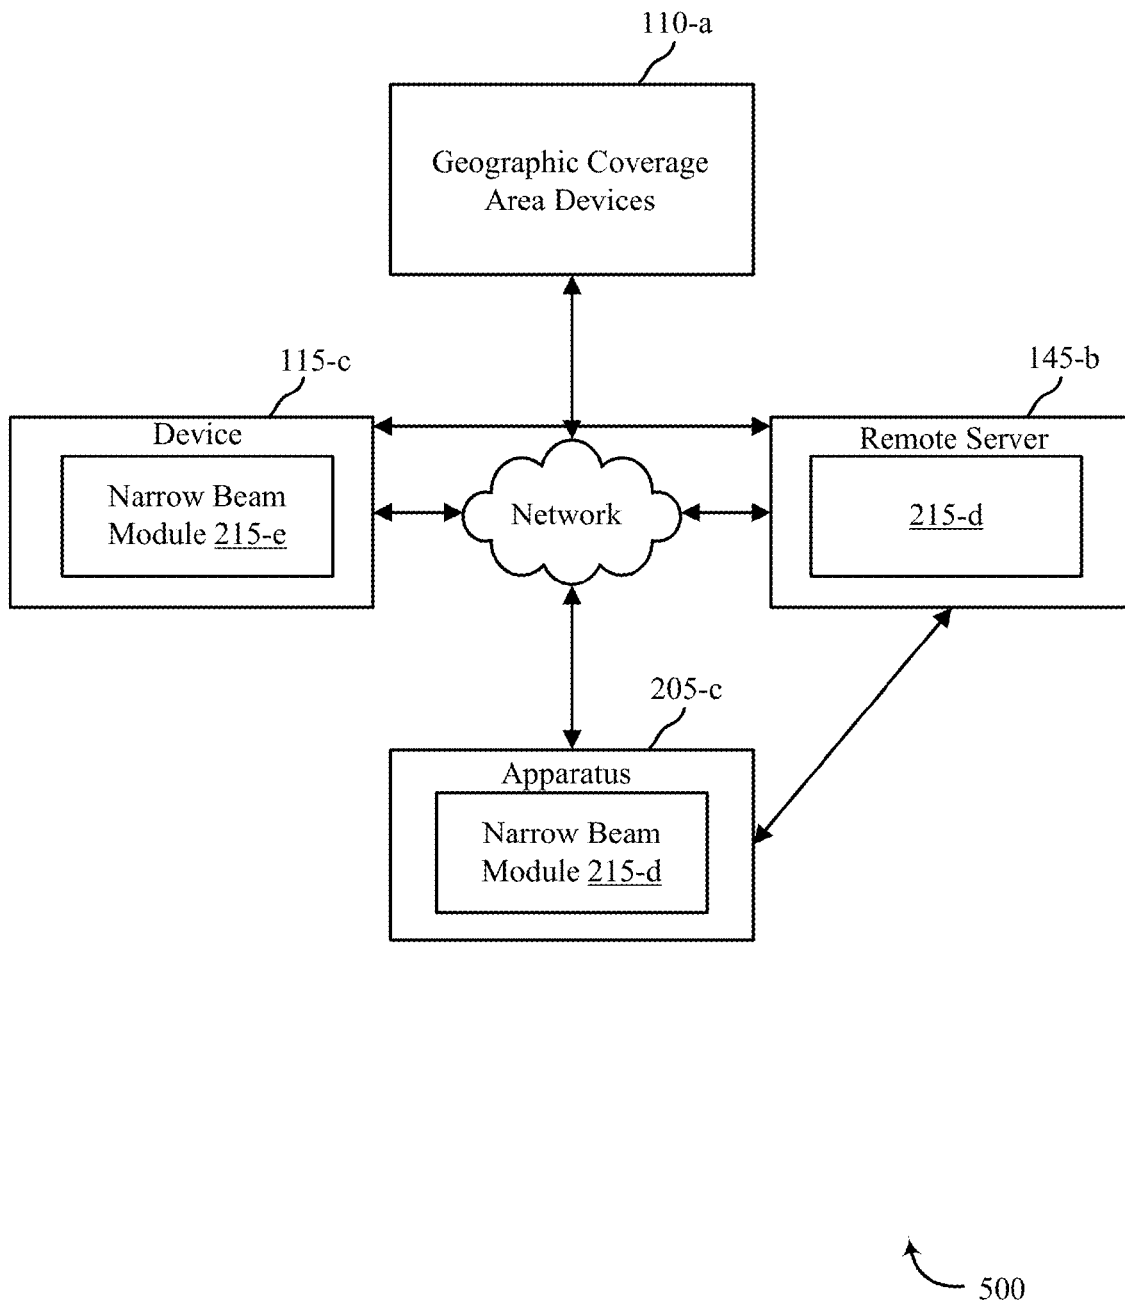 110-a
Geographic Coverage
Area Devices
115-c
145-b
Device
Remote Server
Narrow Beam
Module 215-e
Network
215-d
205-c
Apparatus
Narrow Beam
Module 215-d
500